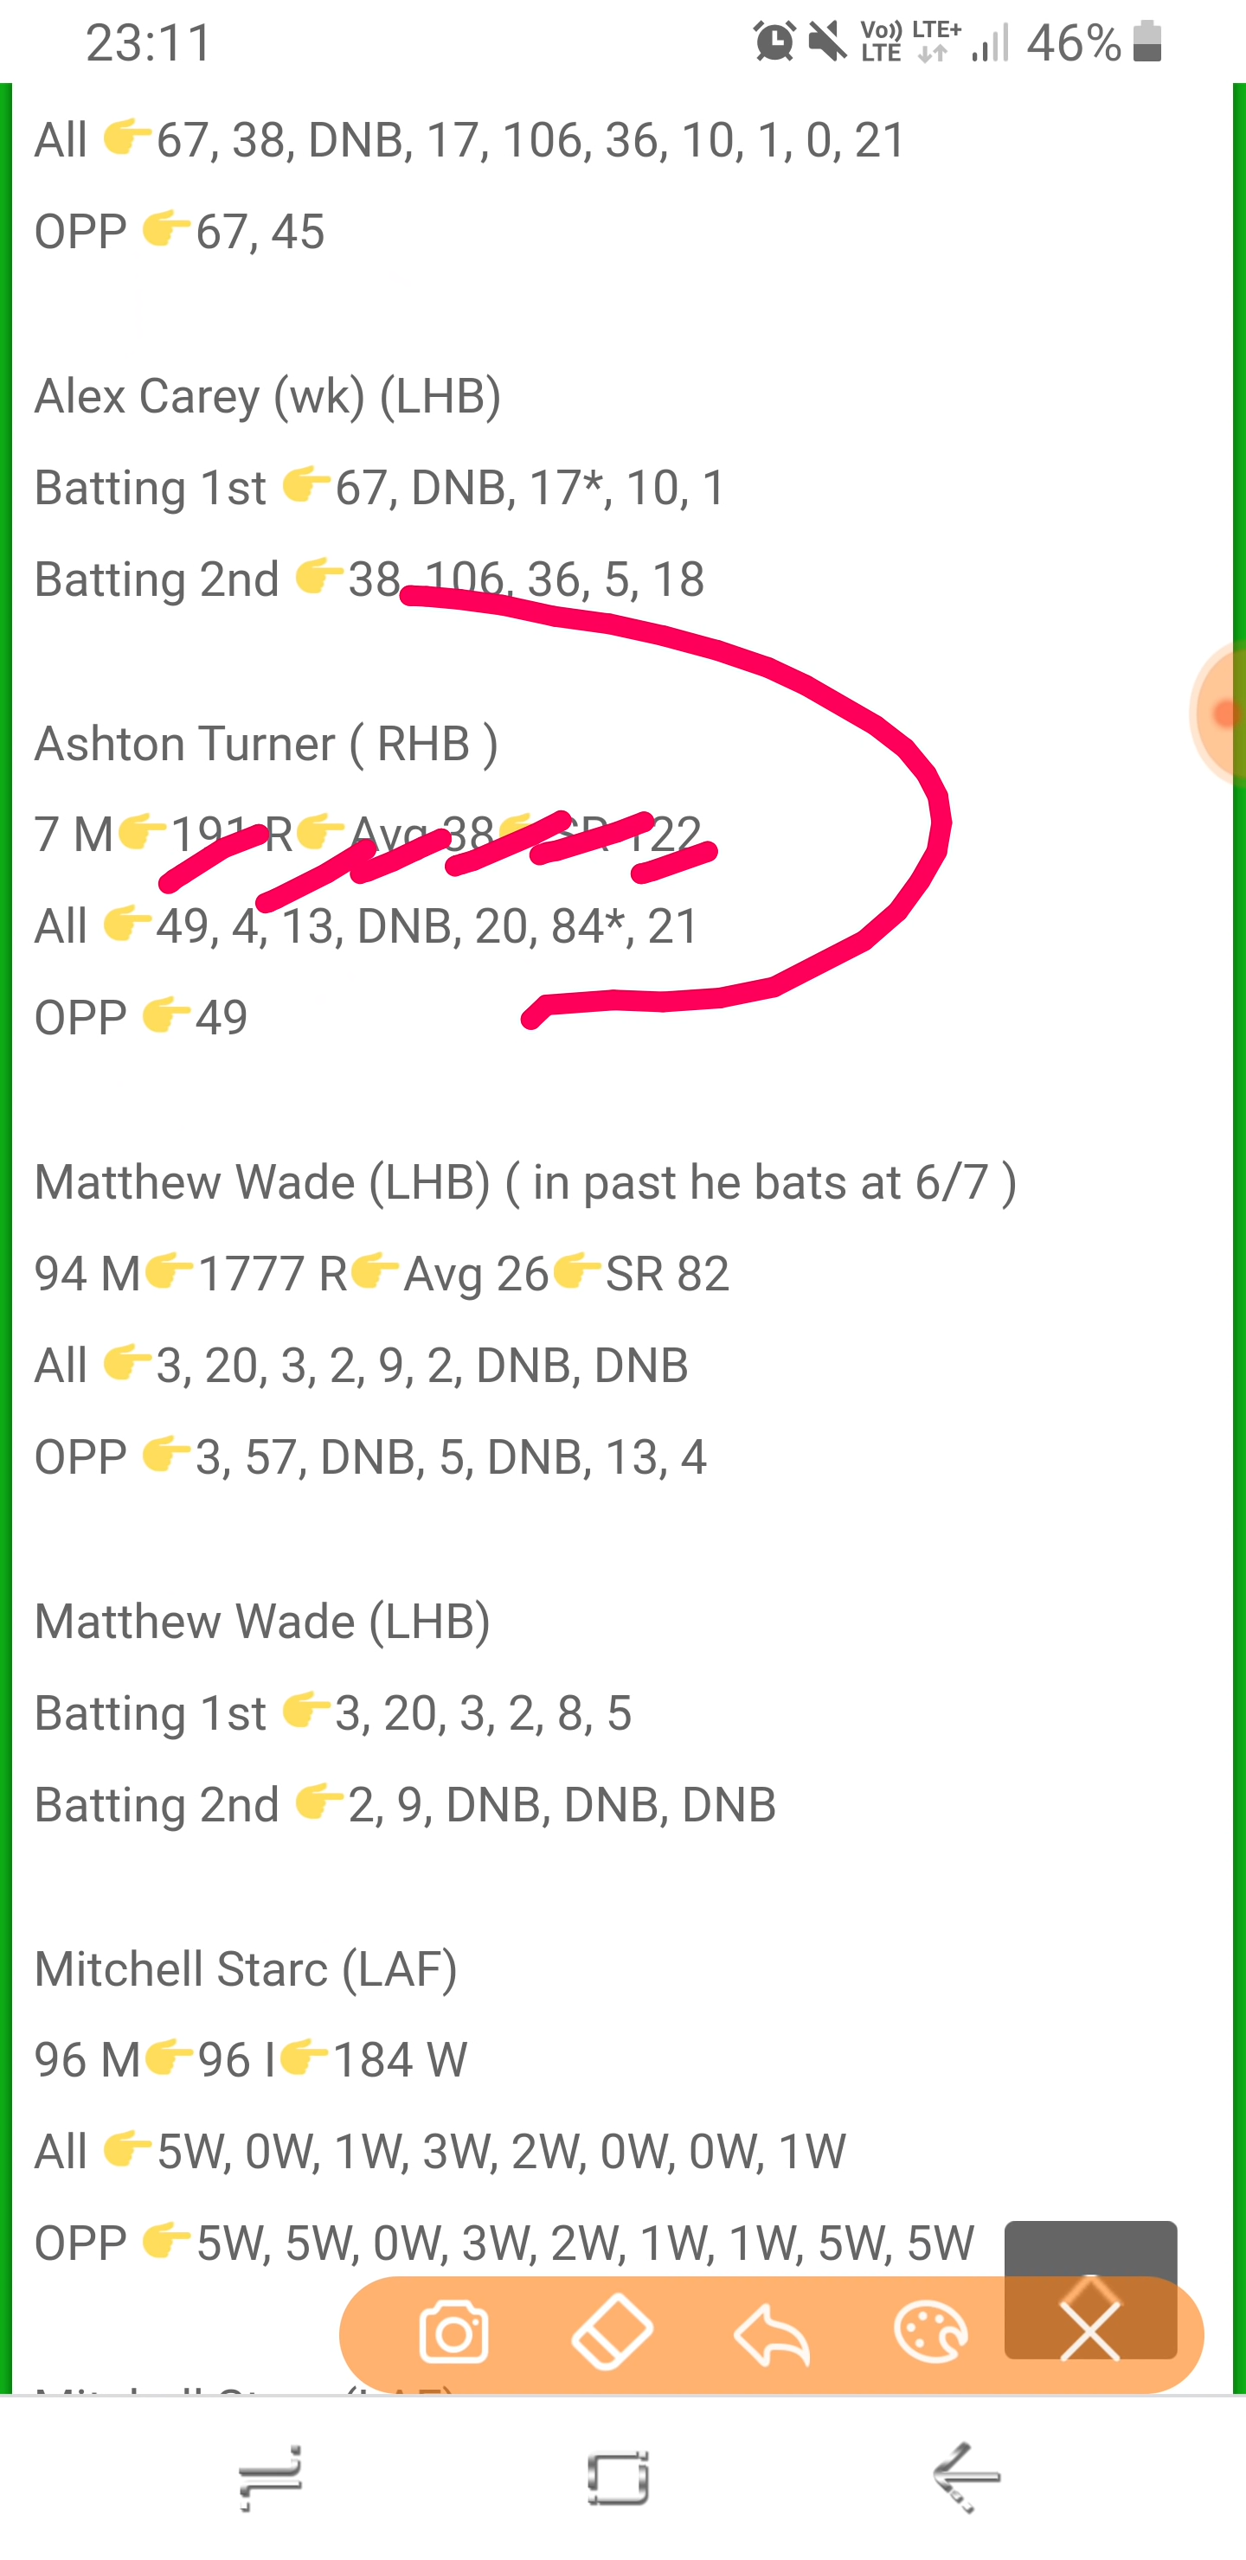 23:11 Vo)) LTE LTE+ 46%
All 👉67, 38, DNB, 17, 106, 36, 10, 1, 0, 21
OPP 👉67, 45
Alex Carey (wk) (LHB)
Batting 1st 👉67, DNB, 17*, 10, 1
Batting 2nd 👉38, 106, 36, 5, 18
Ashton Turner ( RHB )
7 M👉191 R👉Avg 38👉SR 122
All 👉49, 4, 13, DNB, 20, 84*, 21
OPP 👉49
Matthew Wade (LHB) ( in past he bats at 6/7 )
94 M👉1777 R👉Avg 26👉SR 82
All 👉3, 20, 3, 2, 9, 2, DNB, DNB
OPP 👉3, 57, DNB, 5, DNB, 13, 4
Matthew Wade (LHB)
Batting 1st 👉3, 20, 3, 2, 8, 5
Batting 2nd 👉2, 9, DNB, DNB, DNB
Mitchell Starc (LAF)
96 M👉96 I👉184 W
All 👉5W, 0W, 1W, 3W, 2W, 0W, 0W, 1W
OPP 👉5W, 5W, 0W, 3W, 2W, 1W, 1W, 5W, 5W